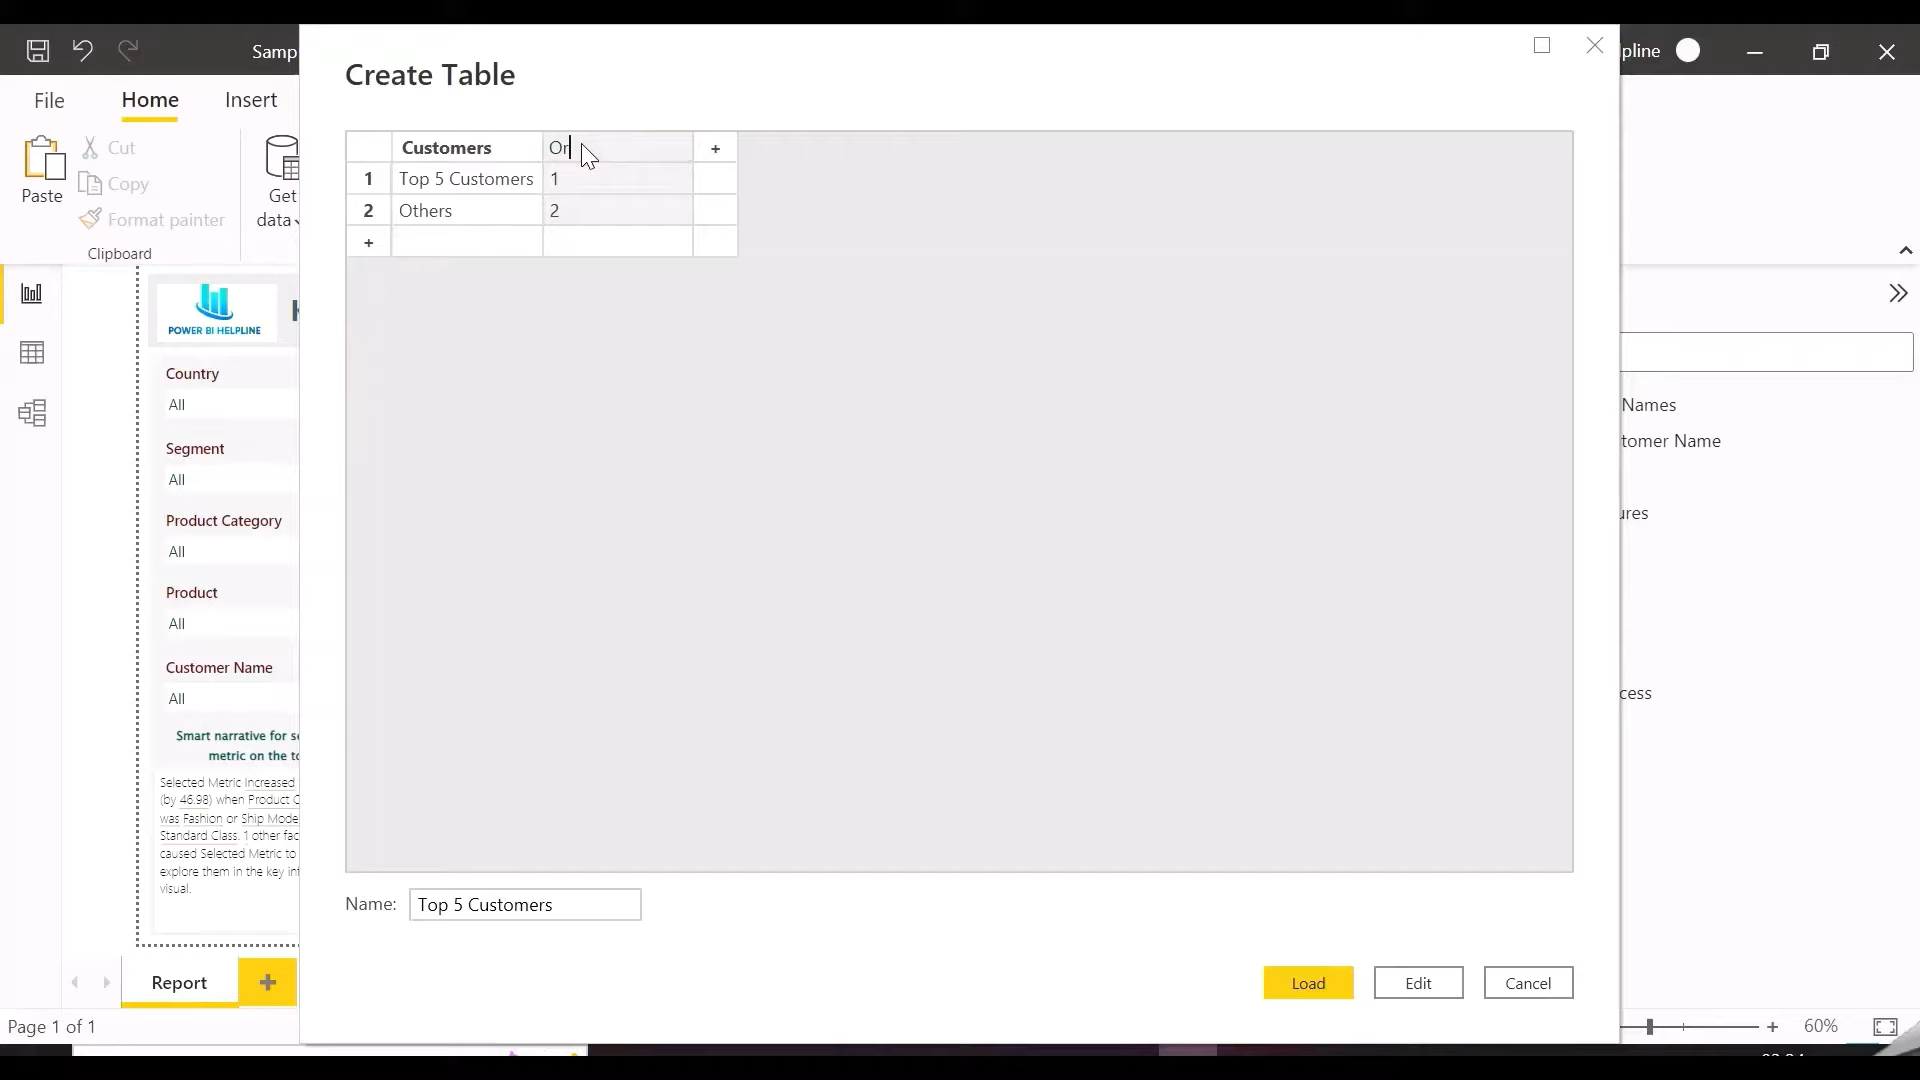 Samp
pline
Create Table
File
Home
Insert
Paste
Cut
Copy
Format painter
Clipboard
Get
data
Customers
Or
+
1
Top 5 Customers
1
2
Others
2
+
POWER BI HELPLINE
Country
All
Segment
All
Product Category
All
Product
All
Customer Name
All
Smart narrative for se
metric on the to
Selected Metric Increased
(by 46.98) when Product C
was Fashion or Ship Mode
Standard Class. 1 other fac
caused Selected Metric to
explore them in the key inf
visual.
Names
tomer Name
ures
cess
Name:
Top 5 Customers
Load
Edit
Cancel
Report
+
Page 1 of 1
+
60%